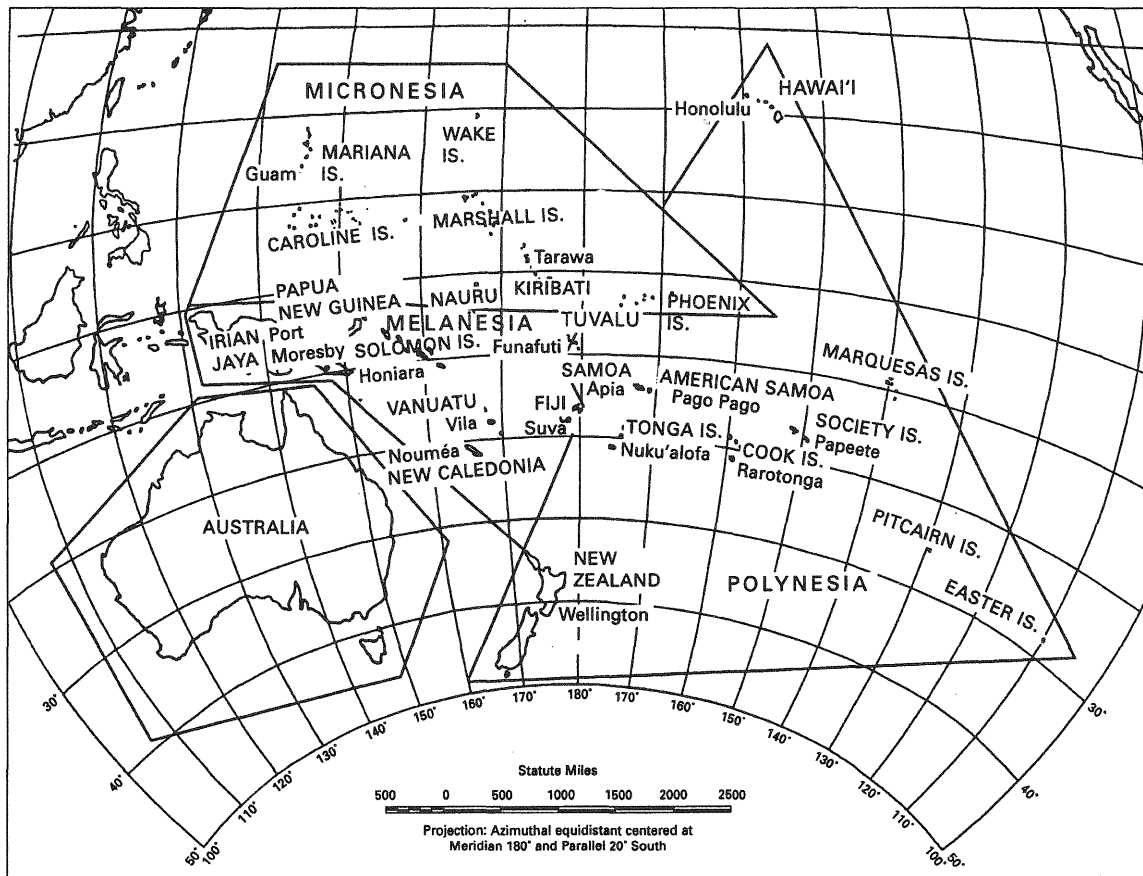 MICRONESIA
HAWAI'I
Honolulu
WAKE
IS.
MARIANA
IS.
Guam
MARSHALL IS.
CAROLINE IS.
Tarawa
KIRIBATI
PAPUA
NEW GUINEA
NAURU
PHOENIX
IS.
MELANESIA
TUVALU
IRIAN
JAYA
Port
Moresby
SOLOMON IS.
Honiara
Funafuti
MARQUESAS IS.
SAMOA
Apia
AMERICAN SAMOA
Pago Pago
VANUATU
Vila
FIJI
Suva
SOCIETY IS.
Papeete
TONGA IS.
Nuku'alofa
COOK IS.
Rarotonga
Nouméa
NEW CALEDONIA
AUSTRALIA
PITCAIRN IS.
NEW
ZEALAND
Wellington
POLYNESIA
EASTER IS.
30°
40°
50°
100°
110°
120°
130°
140°
150°
160°
170°
180°
170°
160°
150°
140°
130°
120°
110°
100°
50°
40°
30°
Statute Miles
500 0 500 1000 1500 2000 2500
Projection: Azimuthal equidistant centered at
Meridian 180° and Parallel 20° South